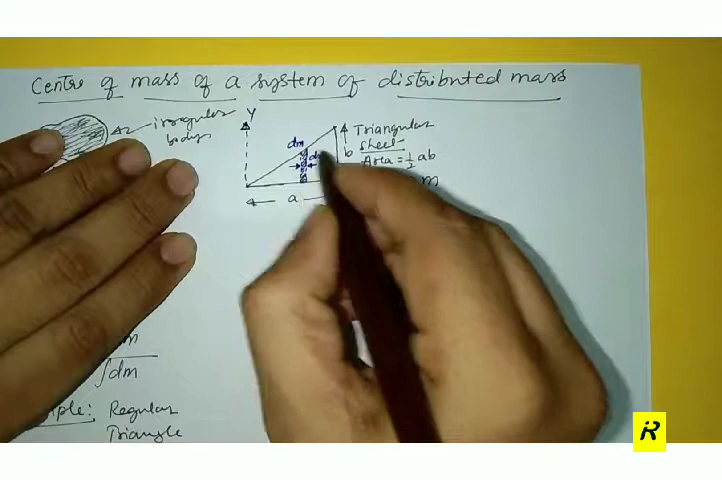 Centre of mass of a system of distributed mass
irregular
body
Y
dm
Triangular
Sheet
b
Area = 1/2 ab
m
a
∫dm
Regular
Triangle
R